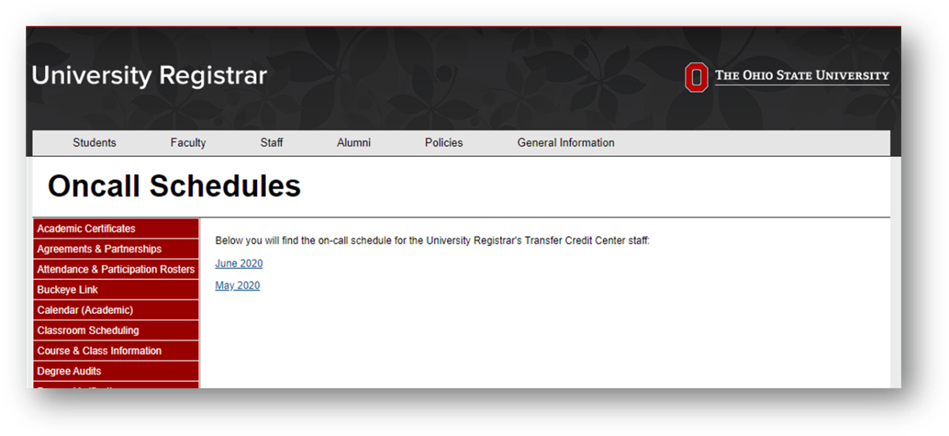 University Registrar
THE OHIO STATE UNIVERSITY
Students Faculty Staff Alumni Policies General Information
Oncall Schedules
Academic Certificates
Agreements & Partnerships
Attendance & Participation Rosters
Buckeye Link
Calendar (Academic)
Classroom Scheduling
Course & Class Information
Degree Audits
Below you will find the on-call schedule for the University Registrar's Transfer Credit Center staff:
June 2020
May 2020